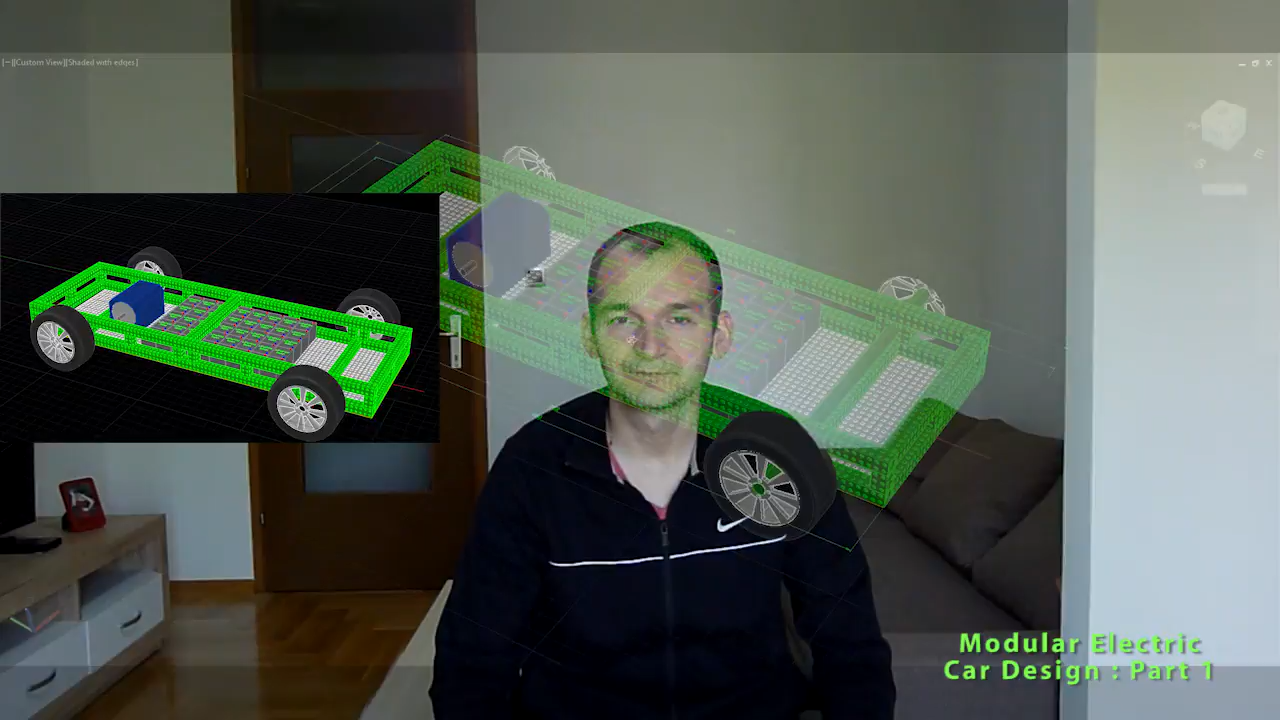 [−][Custom View][Shaded with edges]
Modular Electric
Car Design : Part 1